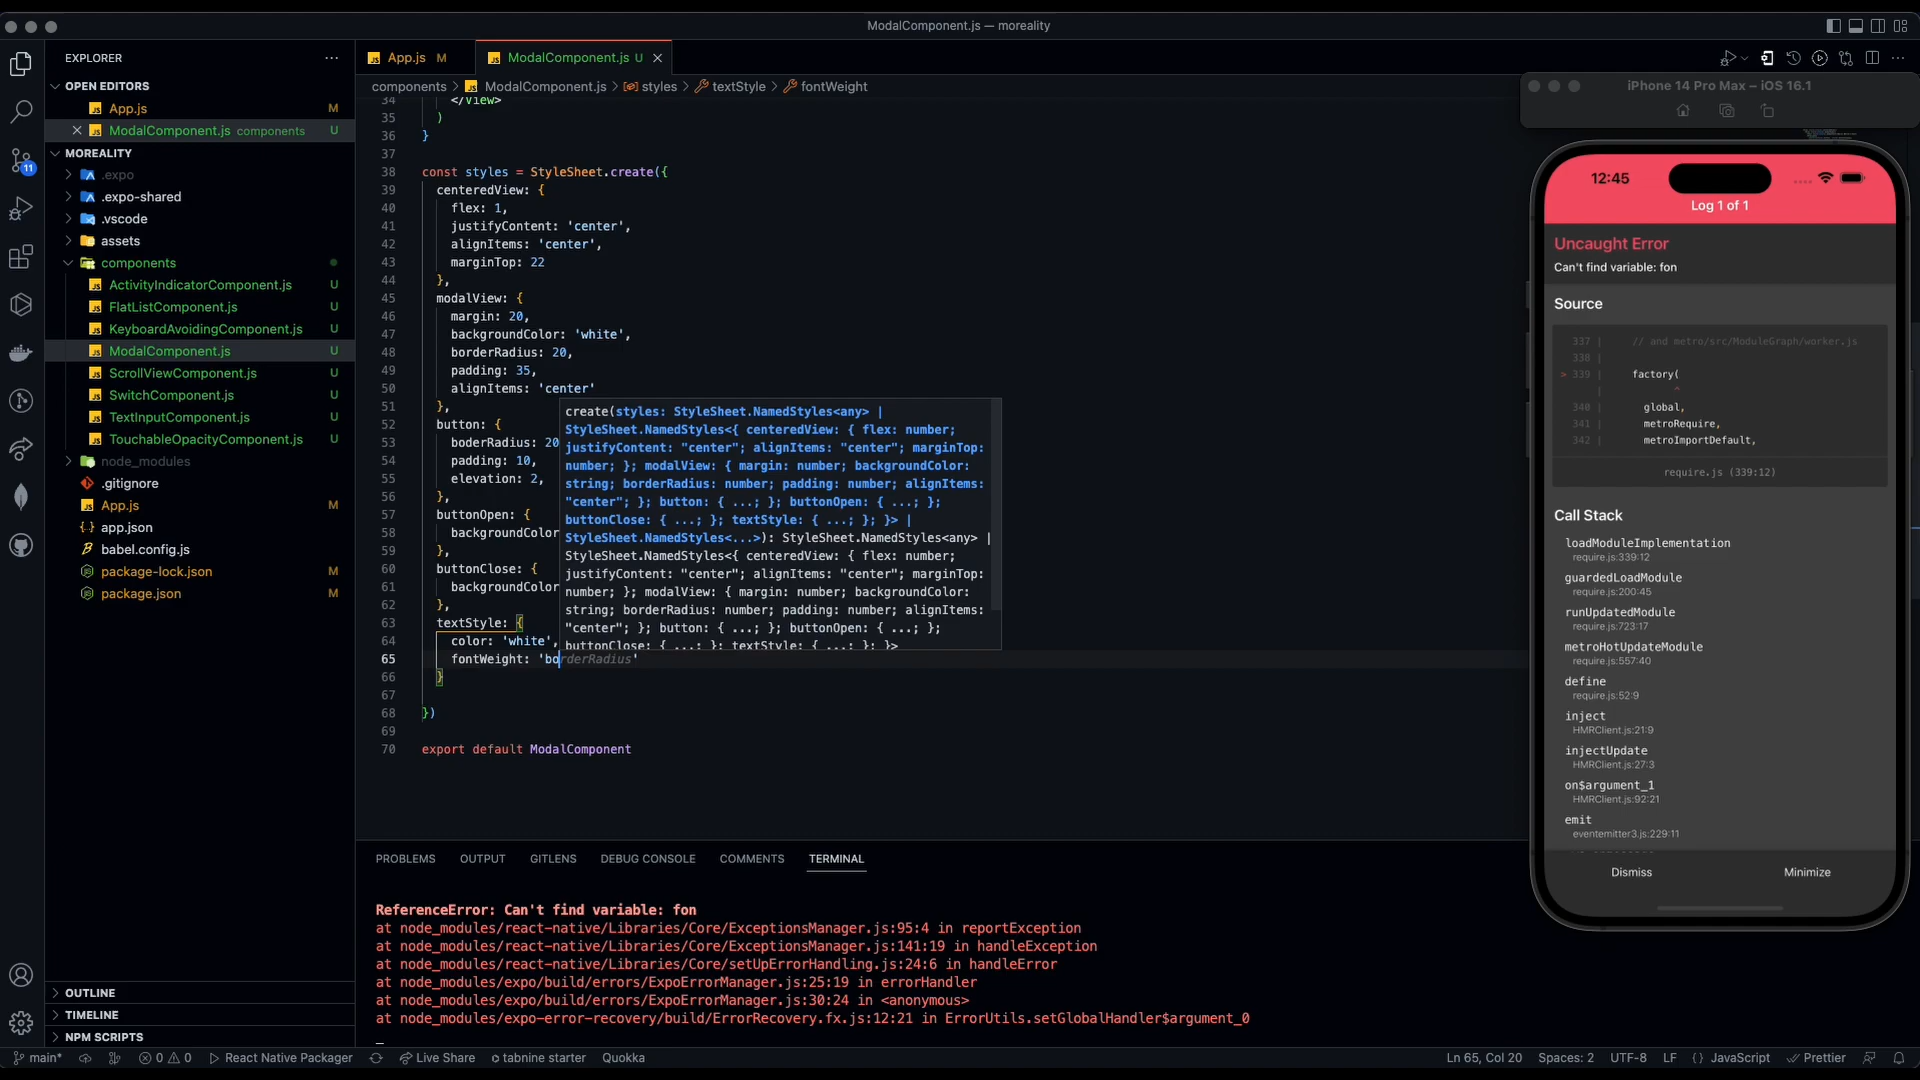 ModalComponent.js — moreality
EXPLORER
OPEN EDITORS
App.js M
ModalComponent.js components U
MOREALITY
.expo
.expo-shared
.vscode
assets
components
ActivityIndicatorComponent.js U
FlatListComponent.js U
KeyboardAvoidingComponent.js U
ModalComponent.js U
ScrollViewComponent.js U
SwitchComponent.js U
TextInputComponent.js U
TouchableOpacityComponent.js U
node_modules
.gitignore
App.js M
app.json
babel.config.js
package-lock.json M
package.json M
OUTLINE
TIMELINE
NPM SCRIPTS
11
App.js M
ModalComponent.js U
components > ModalComponent.js > styles > textStyle > fontWeight
34 </View>
35 )
36 }
37
38 const styles = StyleSheet.create({
39 centeredView: {
40 flex: 1,
41 justifyContent: 'center',
42 alignItems: 'center',
43 marginTop: 22
44 },
45 modalView: {
46 margin: 20,
47 backgroundColor: 'white',
48 borderRadius: 20,
49 padding: 35,
50 alignItems: 'center'
51 },
52 button: {
53 boderRadius: 20
54 padding: 10,
55 elevation: 2,
56 },
57 buttonOpen: {
58 backgroundColor
59 },
60 buttonClose: {
61 backgroundColor
62 },
63 textStyle: {
64 color: 'white',
65 fontWeight: 'borderRadius'
66 }
67
68 })
69
70 export default ModalComponent
create(styles: StyleSheet.NamedStyles<any> |
StyleSheet.NamedStyles<{ centeredView: { flex: number;
justifyContent: "center"; alignItems: "center"; marginTop:
number; }; modalView: { margin: number; backgroundColor:
string; borderRadius: number; padding: number; alignItems:
"center"; }; button: { ...; }; buttonOpen: { ...; };
buttonClose: { ...; }; textStyle: { ...; }; }> |
StyleSheet.NamedStyles<...>): StyleSheet.NamedStyles<any> |
StyleSheet.NamedStyles<{ centeredView: { flex: number;
justifyContent: "center"; alignItems: "center"; marginTop:
number; }; modalView: { margin: number; backgroundColor:
string; borderRadius: number; padding: number; alignItems:
"center"; }; button: { ...; }; buttonOpen: { ...; };
buttonClose: { ...; }; textStyle: { ...; }; }>
PROBLEMS OUTPUT GITLENS DEBUG CONSOLE COMMENTS TERMINAL
ReferenceError: Can't find variable: fon
at node_modules/react-native/Libraries/Core/ExceptionsManager.js:95:4 in reportException
at node_modules/react-native/Libraries/Core/ExceptionsManager.js:141:19 in handleException
at node_modules/react-native/Libraries/Core/setUpErrorHandling.js:24:6 in handleError
at node_modules/expo/build/errors/ExpoErrorManager.js:25:19 in errorHandler
at node_modules/expo/build/errors/ExpoErrorManager.js:30:24 in <anonymous>
at node_modules/expo-error-recovery/build/ErrorRecovery.fx.js:12:21 in ErrorUtils.setGlobalHandler$argument_0
iPhone 14 Pro Max – iOS 16.1
12:45
Log 1 of 1
Uncaught Error
Can't find variable: fon
Source
337 | // and metro/src/ModuleGraph/worker.js
338 |
> 339 | factory(
| ^
340 | global,
341 | metroRequire,
342 | metroImportDefault,
require.js (339:12)
Call Stack
loadModuleImplementation
require.js:339:12
guardedLoadModule
require.js:200:45
runUpdatedModule
require.js:723:17
metroHotUpdateModule
require.js:557:40
define
require.js:52:9
inject
HMRClient.js:21:9
injectUpdate
HMRClient.js:27:3
on$argument_1
HMRClient.js:92:21
emit
eventemitter3.js:229:11
Dismiss Minimize
main* 0 0 React Native Packager Live Share tabnine starter Quokka Ln 65, Col 20 Spaces: 2 UTF-8 LF {} JavaScript Prettier